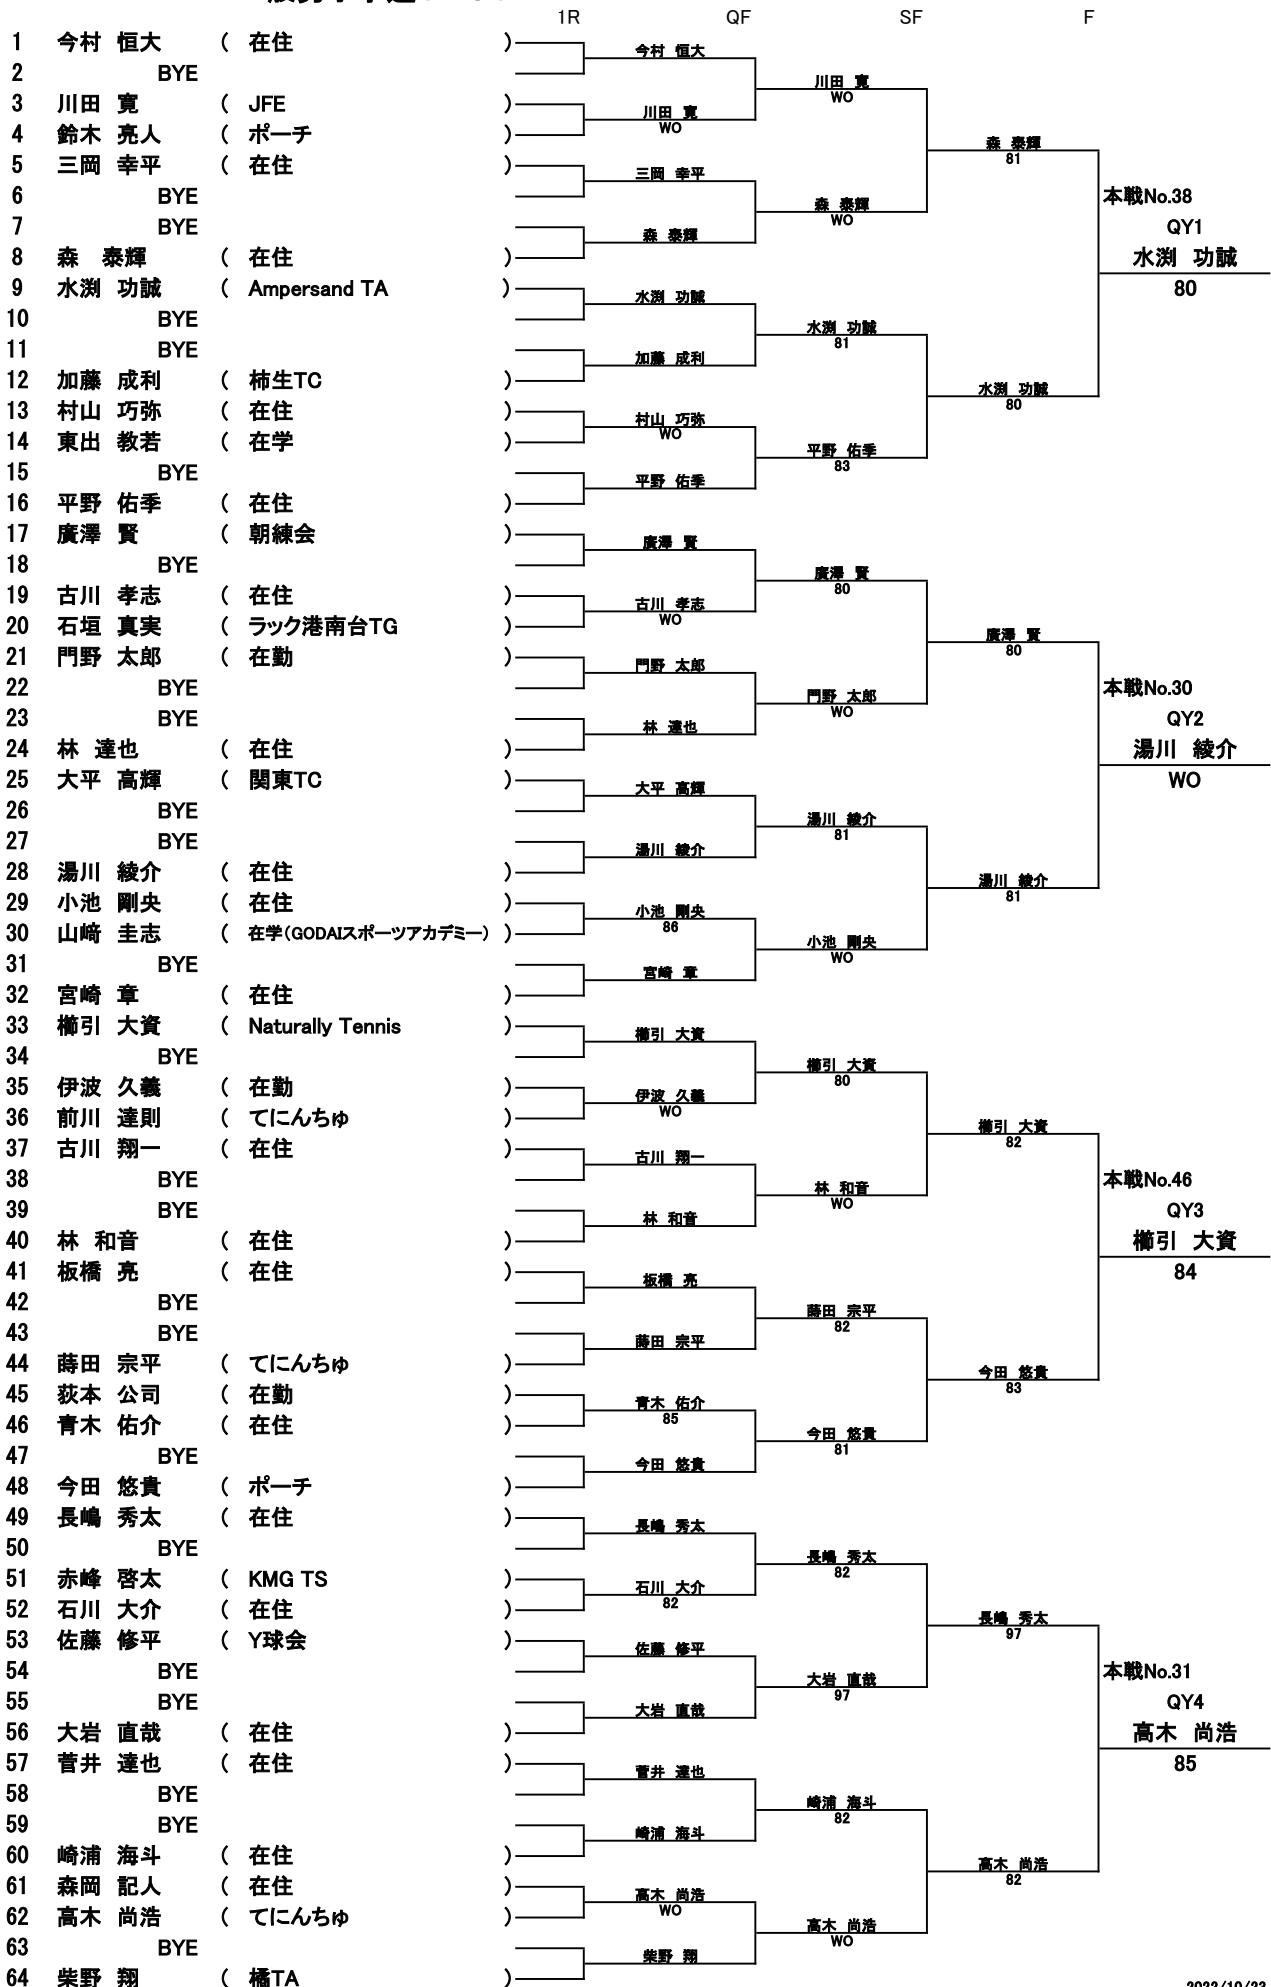 1R QF SF F
1 今村 恒大 ( 在住 )
今村 恒大
2 BYE
川田 寛
WO
3 川田 寛 ( JFE )
川田 寛
WO
4 鈴木 亮人 ( ポーチ )
森 泰輝
81
5 三岡 幸平 ( 在住 )
三岡 幸平
6 BYE
本戦No.38
森 泰輝
WO
7 BYE
QY1
森 泰輝
8 森 泰輝 ( 在住 )
水渕 功誠
80
9 水渕 功誠 ( Ampersand TA )
水渕 功誠
10 BYE
水渕 功誠
81
11 BYE
加藤 成利
12 加藤 成利 ( 柿生TC )
水渕 功誠
80
13 村山 巧弥 ( 在住 )
村山 巧弥
WO
14 東出 教若 ( 在学 )
平野 佑季
83
15 BYE
平野 佑季
16 平野 佑季 ( 在住 )
17 廣澤 賢 ( 朝練会 )
廣澤 賢
18 BYE
廣澤 賢
80
19 古川 孝志 ( 在住 )
古川 孝志
WO
20 石垣 真実 ( ラック港南台TG )
廣澤 賢
80
21 門野 太郎 ( 在勤 )
門野 太郎
22 BYE
本戦No.30
門野 太郎
WO
23 BYE
QY2
林 達也
24 林 達也 ( 在住 )
湯川 綾介
WO
25 大平 高輝 ( 関東TC )
大平 高輝
26 BYE
湯川 綾介
81
27 BYE
湯川 綾介
28 湯川 綾介 ( 在住 )
湯川 綾介
81
29 小池 剛央 ( 在住 )
小池 剛央
86
30 山﨑 圭志 ( 在学(GODAIスポーツアカデミー) )
小池 剛央
WO
31 BYE
宮崎 章
32 宮崎 章 ( 在住 )
33 櫛引 大資 ( Naturally Tennis )
櫛引 大資
34 BYE
櫛引 大資
80
35 伊波 久義 ( 在勤 )
伊波 久義
WO
36 前川 達則 ( てにんちゅ )
櫛引 大資
82
37 古川 翔一 ( 在住 )
古川 翔一
38 BYE
本戦No.46
林 和音
WO
39 BYE
QY3
林 和音
40 林 和音 ( 在住 )
櫛引 大資
84
41 板橋 亮 ( 在住 )
板橋 亮
42 BYE
蒔田 宗平
82
43 BYE
蒔田 宗平
44 蒔田 宗平 ( てにんちゅ )
今田 悠貴
83
45 荻本 公司 ( 在勤 )
青木 佑介
85
46 青木 佑介 ( 在住 )
今田 悠貴
81
47 BYE
今田 悠貴
48 今田 悠貴 ( ポーチ )
49 長嶋 秀太 ( 在住 )
長嶋 秀太
50 BYE
長嶋 秀太
82
51 赤峰 啓太 ( KMG TS )
石川 大介
82
52 石川 大介 ( 在住 )
長嶋 秀太
97
53 佐藤 修平 ( Y球会 )
佐藤 修平
54 BYE
本戦No.31
大岩 直哉
97
55 BYE
QY4
大岩 直哉
56 大岩 直哉 ( 在住 )
高木 尚浩
85
57 菅井 達也 ( 在住 )
菅井 達也
58 BYE
崎浦 海斗
82
59 BYE
崎浦 海斗
60 崎浦 海斗 ( 在住 )
高木 尚浩
82
61 森岡 記人 ( 在住 )
高木 尚浩
WO
62 高木 尚浩 ( てにんちゅ )
高木 尚浩
WO
63 BYE
柴野 翔
64 柴野 翔 ( 橘TA )